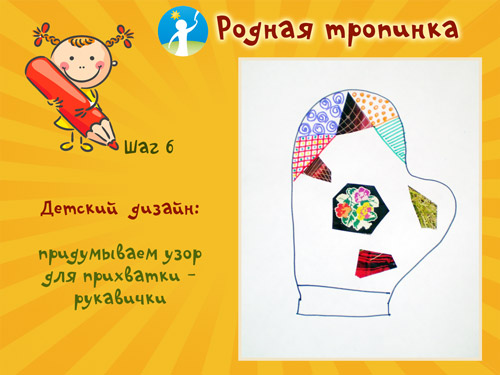 Родная тропинка
Шаг 6
Детский дизайн:
придумываем узор
для прихватки -
рукавички